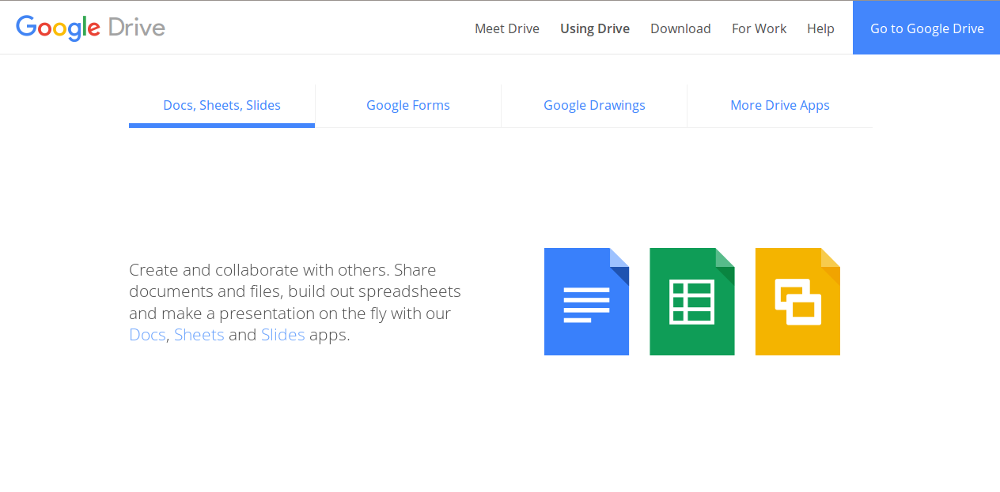 Google Drive
Meet Drive
Using Drive
Download
For Work
Help
Go to Google Drive
Docs, Sheets, Slides
Google Forms
Google Drawings
More Drive Apps
Create and collaborate with others. Share
documents and files, build out spreadsheets
and make a presentation on the fly with our
Docs, Sheets and Slides apps.